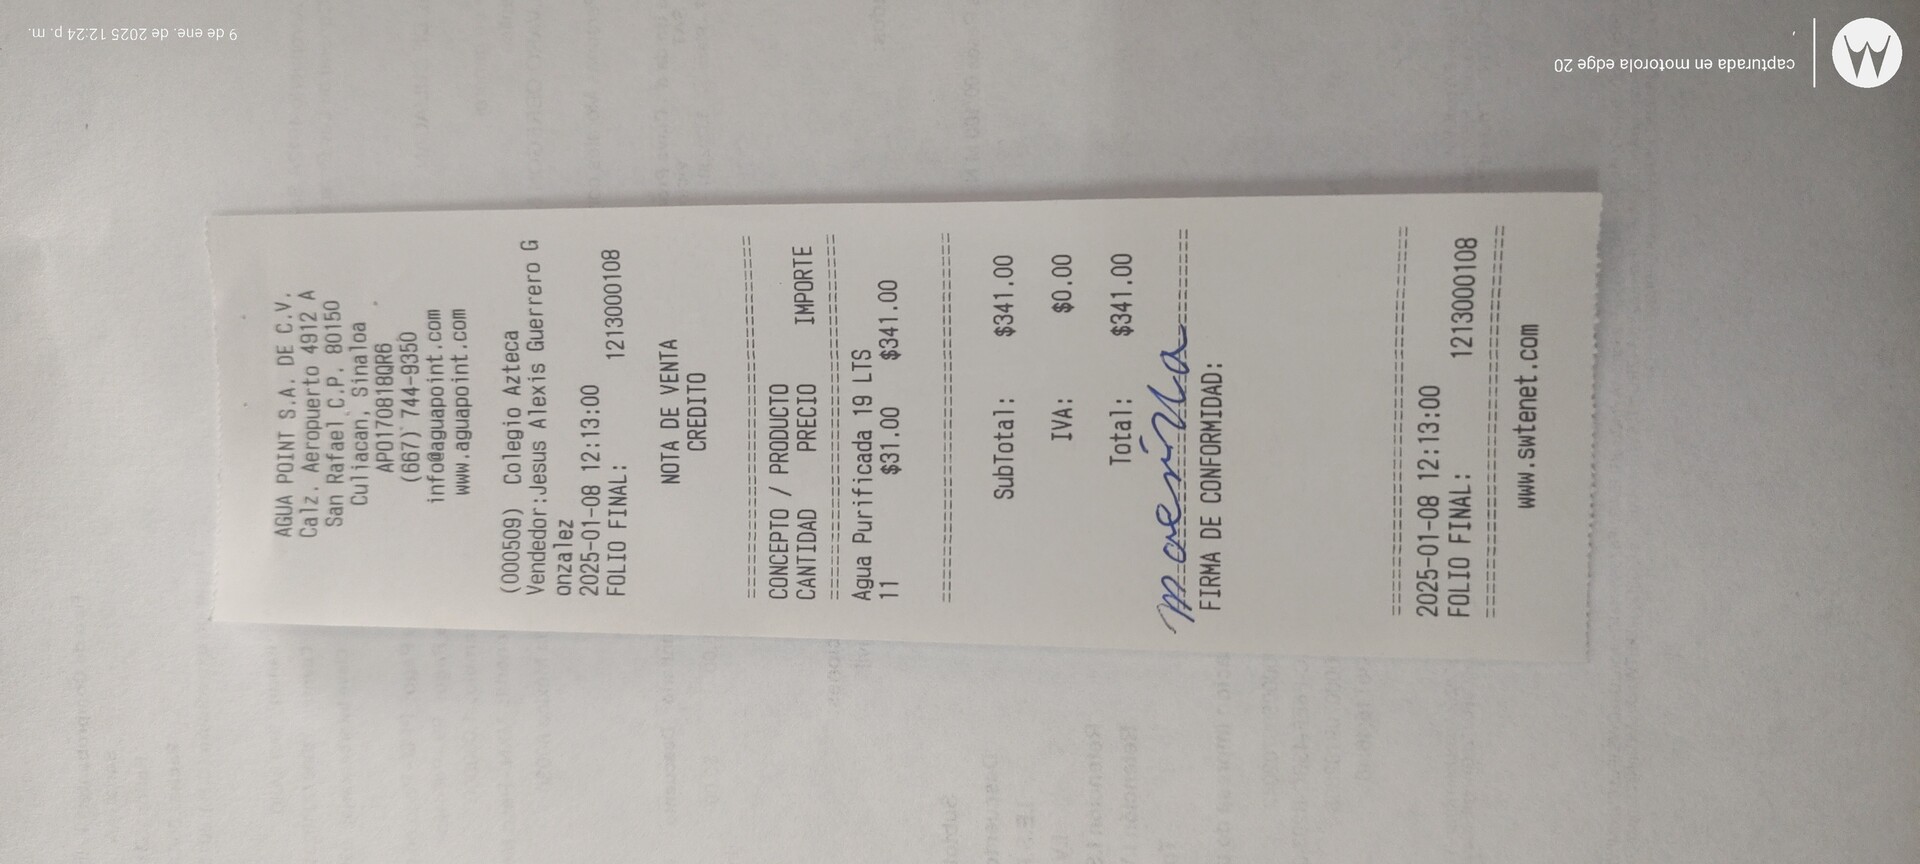 AGUA POINT S.A. DE C.V.
Calz. Aeropuerto 4912 A
San Rafael C.P. 80150
Culiacan, Sinaloa
APO170818QR6
(667) 744-9350
info@aguapoint.com
www.aguapoint.com
(000509) Colegio Azteca
Vendedor:Jesus Alexis Guerrero G
onzalez
2025-01-08 12:13:00
FOLIO FINAL: 1213000108
NOTA DE VENTA
CREDITO
CONCEPTO / PRODUCTO
CANTIDAD PRECIO IMPORTE
Agua Purificada 19 LTS
11 $31.00 $341.00
SubTotal: $341.00
IVA: $0.00
Total: $341.00
FIRMA DE CONFORMIDAD:
2025-01-08 12:13:00
FOLIO FINAL: 1213000108
www.swtenet.com
capturada en motorola edge 20
9 de ene. de 2025 12:24 p. m.